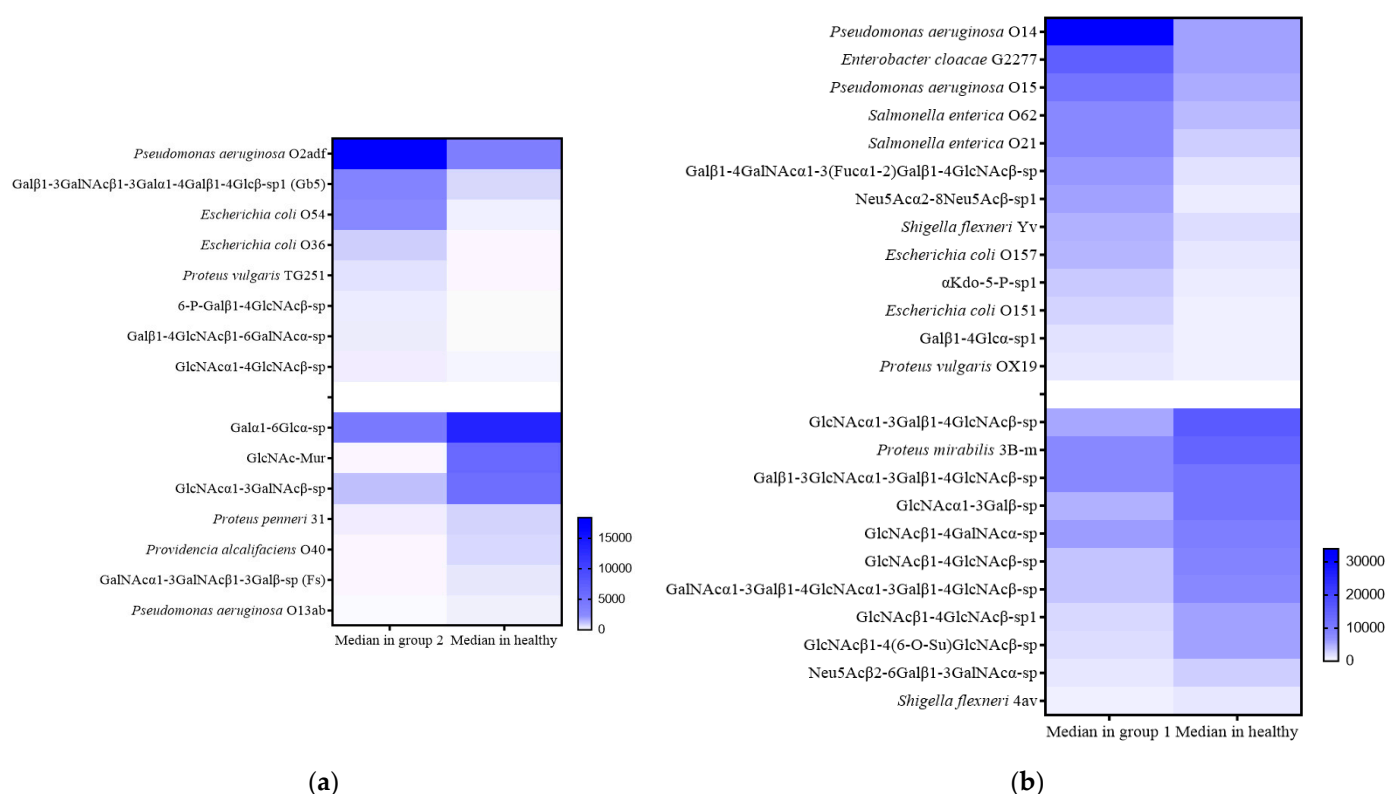 Pseudomonas aeruginosa O2adf
Galβ1-3GalNAcβ1-3Galα1-4Galβ1-4Glcβ-sp1 (Gb5)
Escherichia coli O54
Escherichia coli O36
Proteus vulgaris TG251
6-P-Galβ1-4GlcNAcβ-sp
Galβ1-4GlcNAcβ1-6GalNAcα-sp
GlcNAcα1-4GlcNAcβ-sp
Galα1-6Glcα-sp
GlcNAc-Mur
GlcNAcα1-3GalNAcβ-sp
Proteus penneri 31
Providencia alcalifaciens O40
GalNAcα1-3GalNAcβ1-3Galβ-sp (Fs)
Pseudomonas aeruginosa O13ab
Median in group 2 Median in healthy
15000
10000
5000
0
(a)
Pseudomonas aeruginosa O14
Enterobacter cloacae G2277
Pseudomonas aeruginosa O15
Salmonella enterica O62
Salmonella enterica O21
Galβ1-4GalNAcα1-3(Fucα1-2)Galβ1-4GlcNAcβ-sp
Neu5Acα2-8Neu5Acβ-sp1
Shigella flexneri Yv
Escherichia coli O157
αKdo-5-P-sp1
Escherichia coli O151
Galβ1-4Glcα-sp1
Proteus vulgaris OX19
GlcNAcα1-3Galβ1-4GlcNAcβ-sp
Proteus mirabilis 3B-m
Galβ1-3GlcNAcα1-3Galβ1-4GlcNAcβ-sp
GlcNAcα1-3Galβ-sp
GlcNAcβ1-4GalNAcα-sp
GlcNAcβ1-4GlcNAcβ-sp
GalNAcα1-3Galβ1-4GlcNAcα1-3Galβ1-4GlcNAcβ-sp
GlcNAcβ1-4GlcNAcβ-sp1
GlcNAcβ1-4(6-O-Su)GlcNAcβ-sp
Neu5Acβ2-6Galβ1-3GalNAcα-sp
Shigella flexneri 4av
Median in group 1 Median in healthy
30000
20000
10000
0
(b)